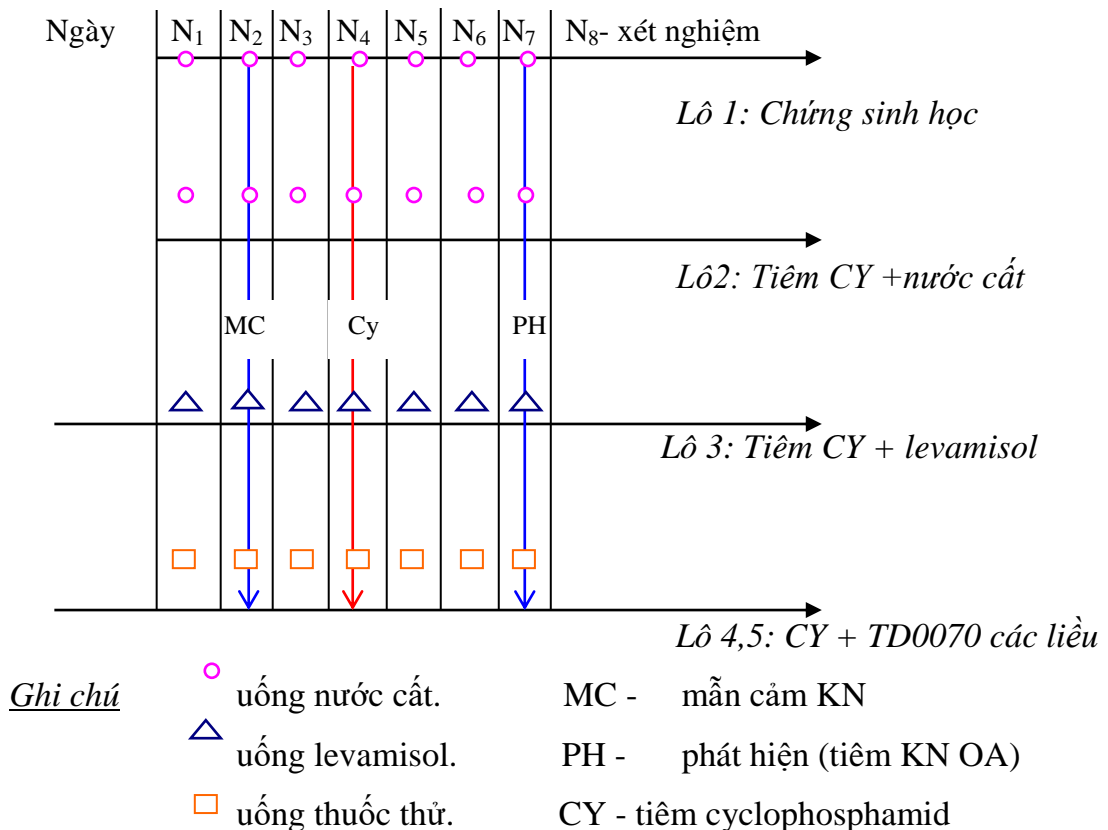 Ngày N₁ N₂ N₃ N₄ N₅ N₆ N₇ N₈- xét nghiệm
Lô 1: Chứng sinh học
Lô2: Tiêm CY +nước cất
MC Cy PH
Lô 3: Tiêm CY + levamisol
Lô 4,5: CY + TD0070 các liều
Ghi chú uống nước cất. MC - mẫn cảm KN
uống levamisol. PH - phát hiện (tiêm KN OA)
uống thuốc thử. CY - tiêm cyclophosphamid